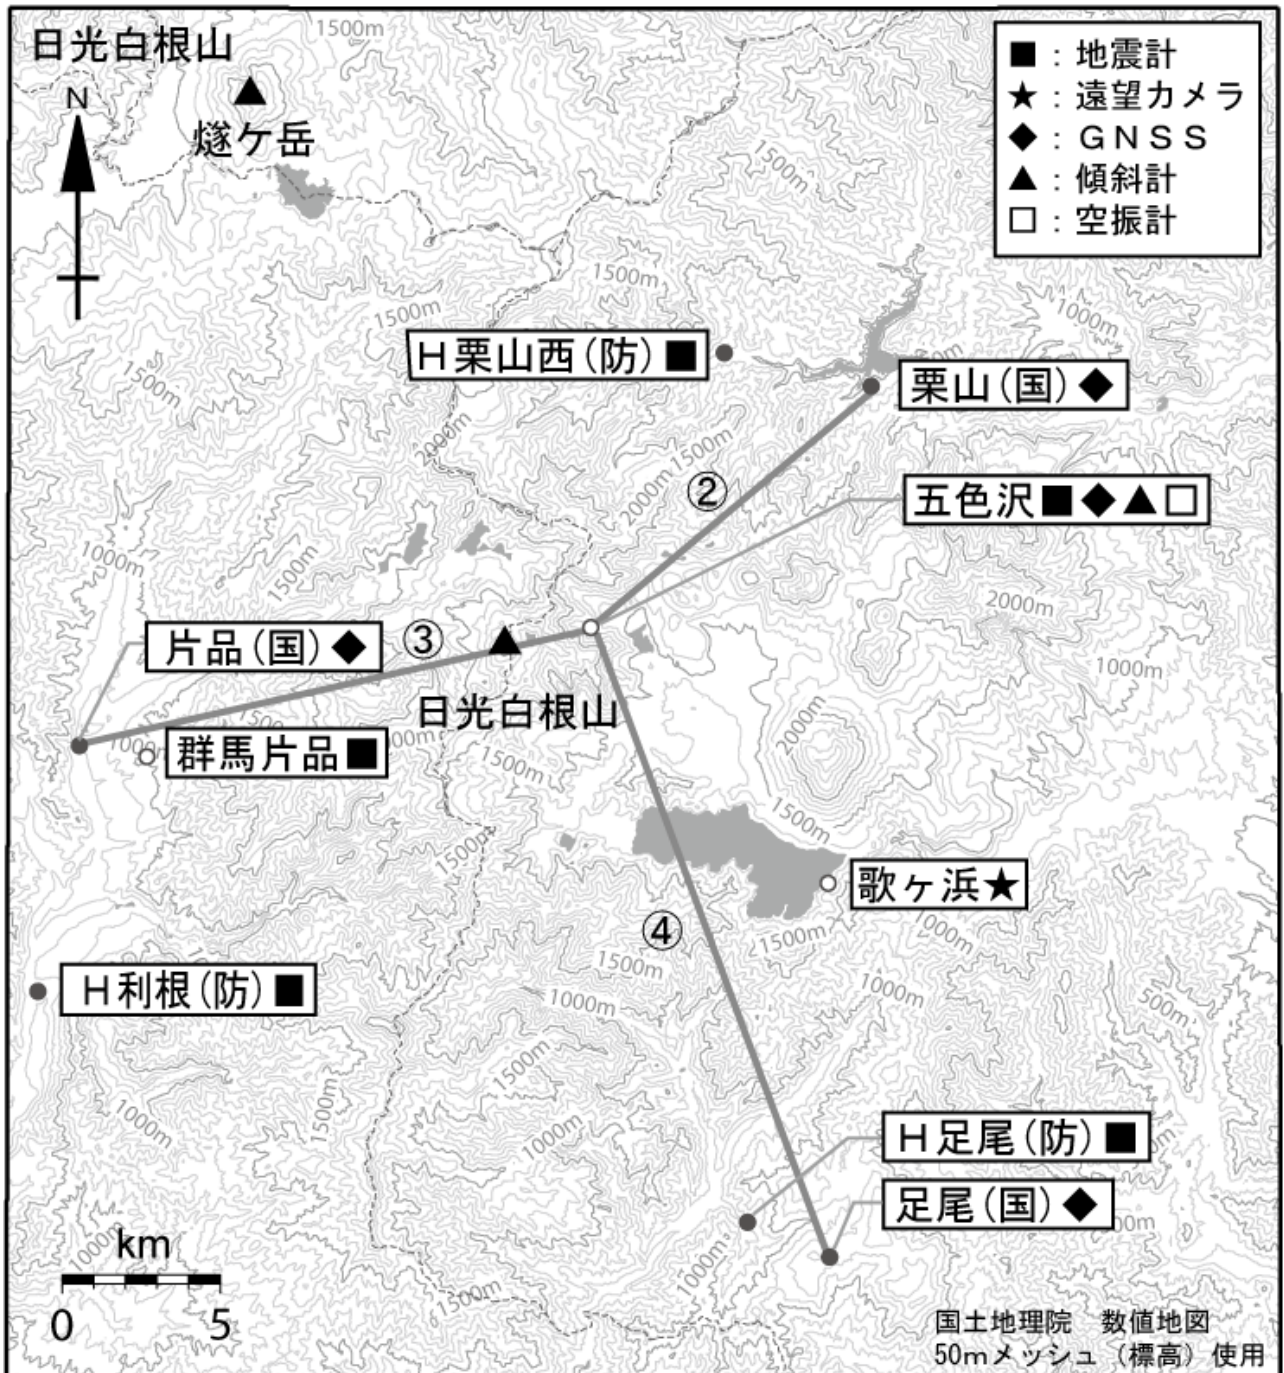 日光白根山
N
燧ケ岳
1500m
■：地震計
★：遠望カメラ
◆：GNSS
▲：傾斜計
□：空振計
1500m
1500m
1500m
1000m
1500m
H栗山西(防)■
栗山(国)◆
2000m
1500m
2000m
②
五色沢■◆▲□
1000m
1500m
2000m
1000m
片品(国)◆
③
日光白根山
2000m
群馬片品■
1500m
1500m
1500m
歌ヶ浜★
④
1500m
1000m
1500m
1000m
1000m
500m
H利根(防)■
1500m
1500m
1000m
1000m
H足尾(防)■
足尾(国)◆
1000m
1000m
1500m
km
0 5
国土地理院 数値地図
50mメッシュ（標高）使用